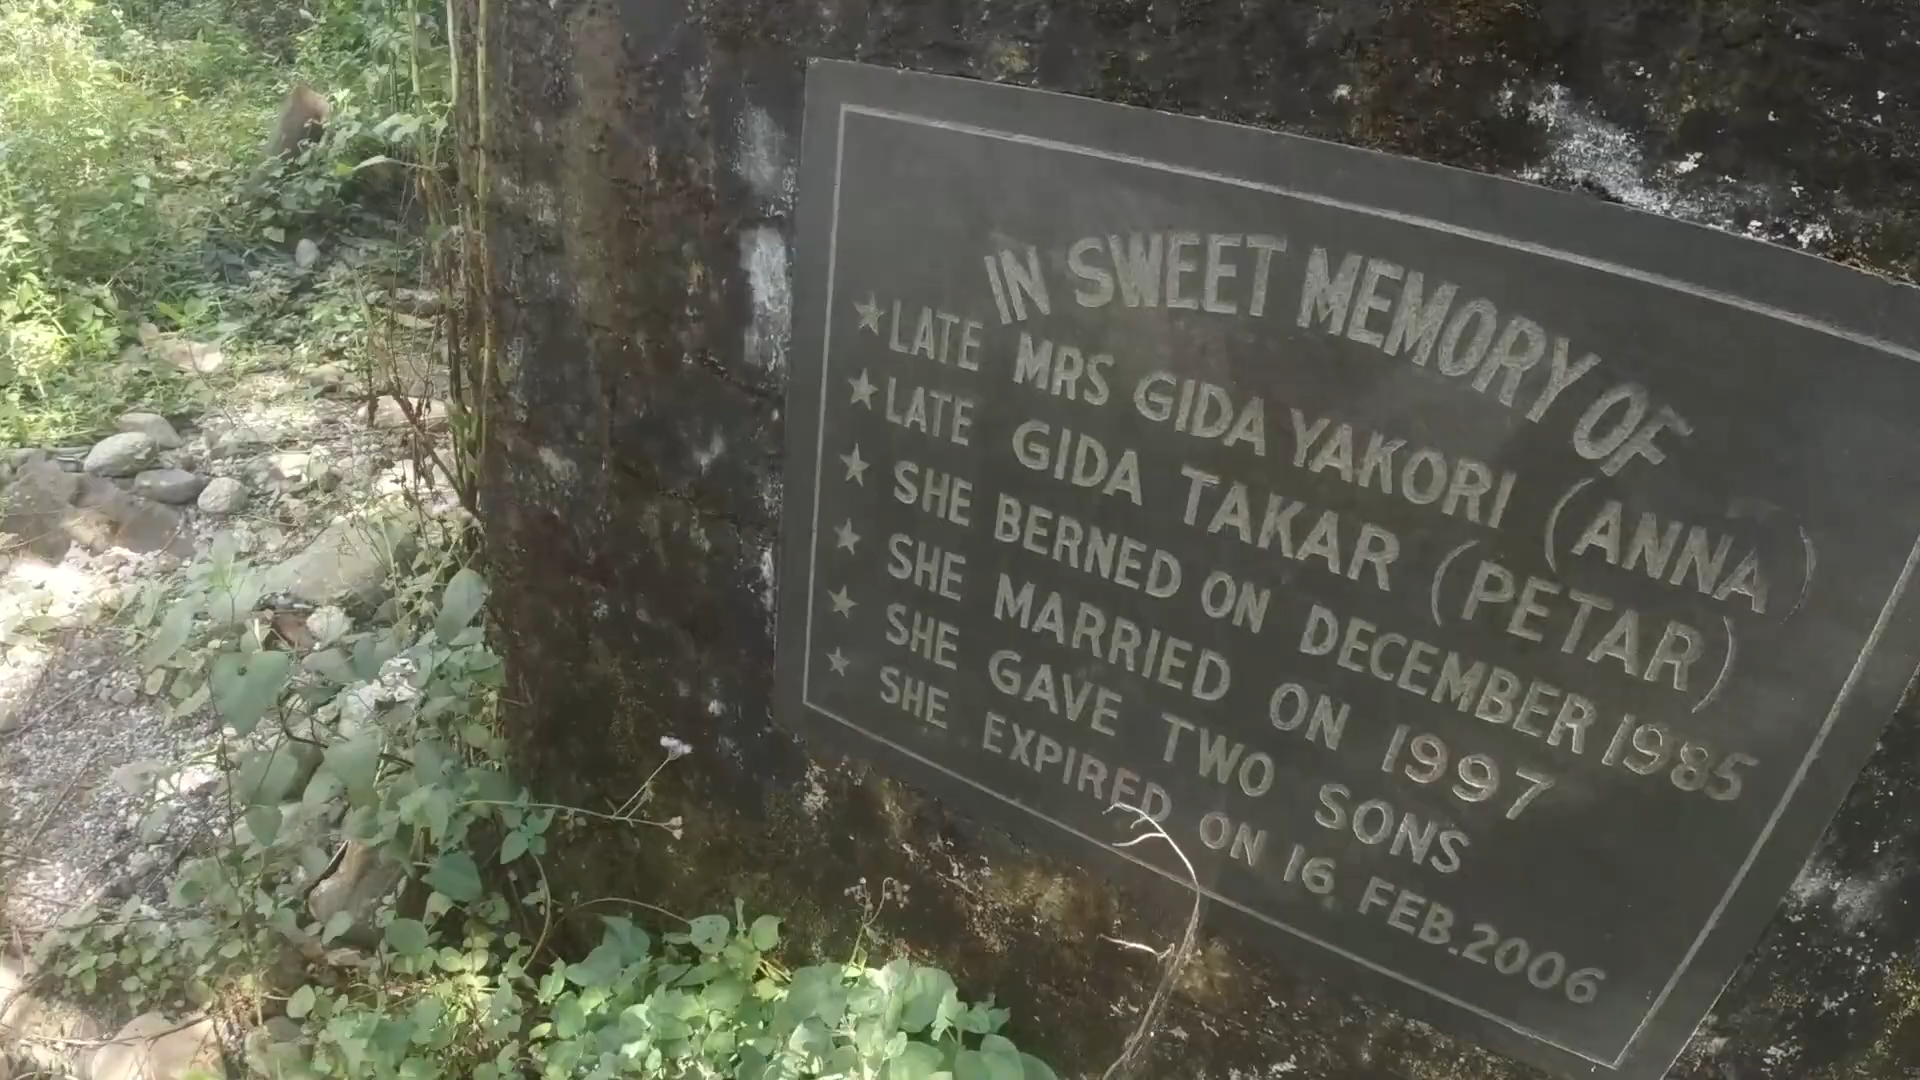 IN SWEET MEMORY OF
★ LATE MRS GIDA YAKORI (ANNA)
★ LATE GIDA TAKAR (PETAR)
★ SHE BERNED ON DECEMBER 1985
★ SHE MARRIED ON 1997
★ SHE GAVE TWO SONS
★ SHE EXPIRED ON 16 FEB.2006